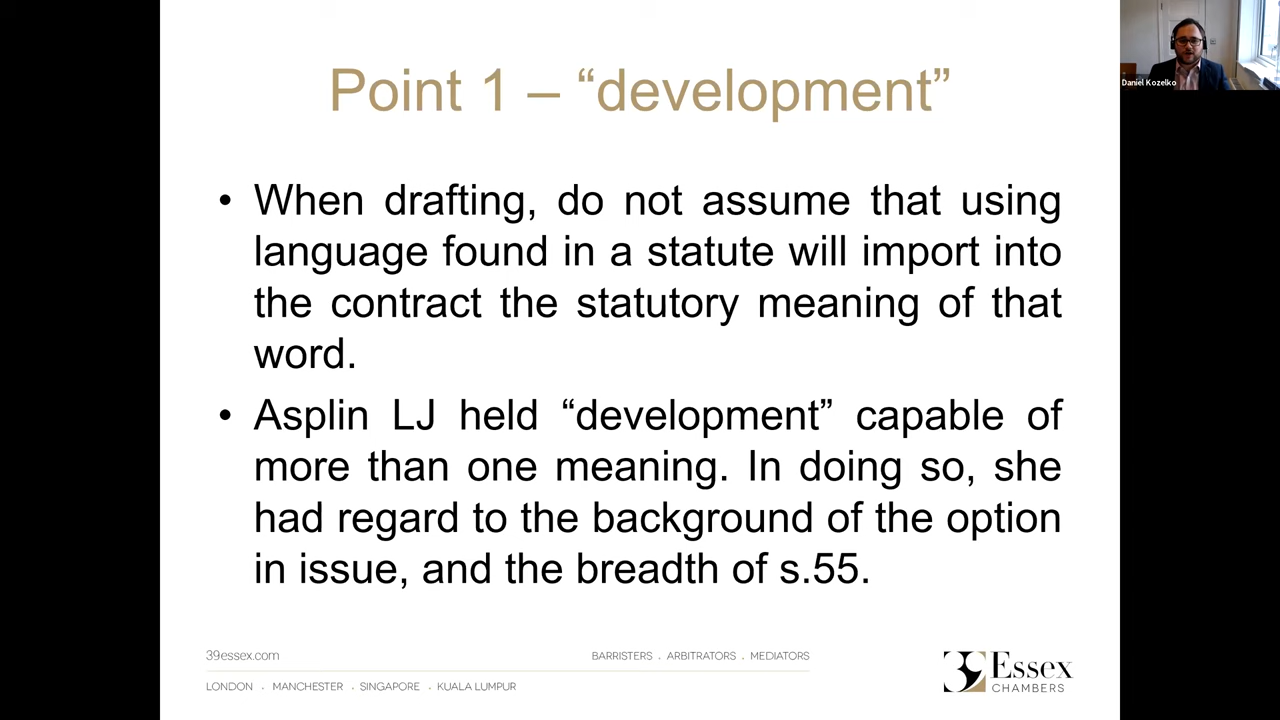 Point 1 – “development”
Daniel Kozelko
• When drafting, do not assume that using
language found in a statute will import into
the contract the statutory meaning of that
word.
• Asplin LJ held “development” capable of
more than one meaning. In doing so, she
had regard to the background of the option
in issue, and the breadth of s.55.
39essex.com
BARRISTERS . ARBITRATORS . MEDIATORS
LONDON . MANCHESTER . SINGAPORE . KUALA LUMPUR
39 Essex
CHAMBERS